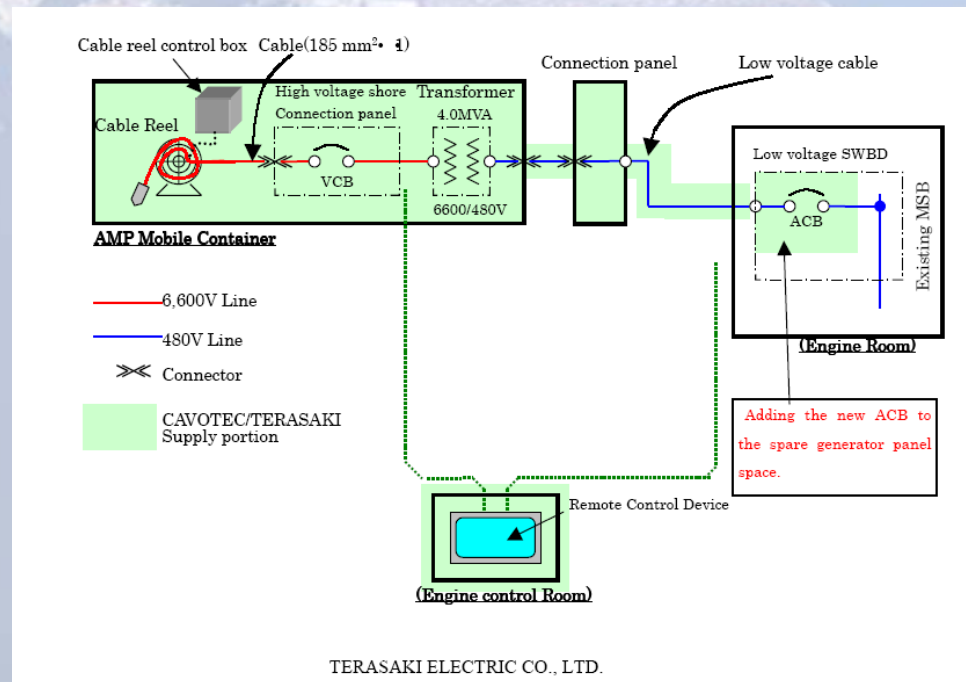 Cable reel control box
Cable(185 mm²• 1)
Connection panel
Low voltage cable
High voltage shore
Connection panel
Transformer
4.0MVA
Cable Reel
VCB
6600/480V
AMP Mobile Container
Low voltage SWBD
ACB
Existing MSB
(Engine Room)
6,600V Line
480V Line
Connector
CAVOTEC/TERASAKI
Supply portion
Adding the new ACB to
the spare generator panel
space.
Remote Control Device
(Engine control Room)
TERASAKI ELECTRIC CO., LTD.